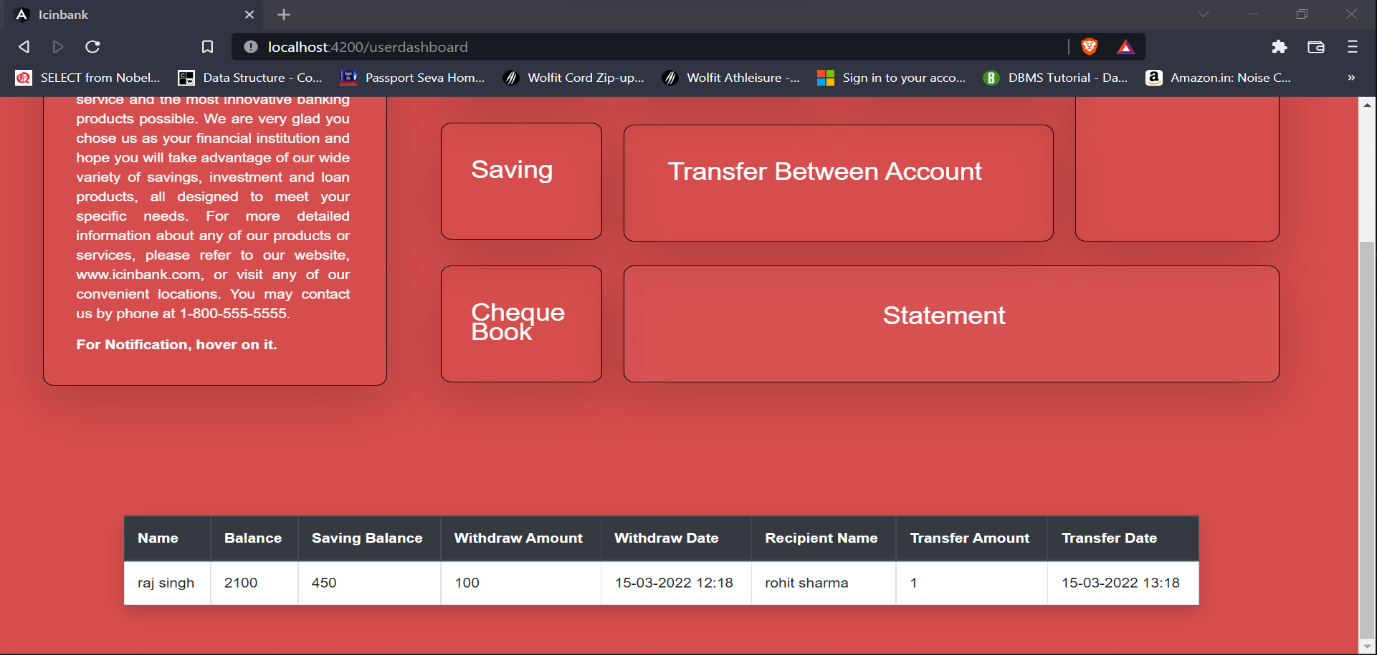 Icinbank
localhost:4200/userdashboard
SELECT from Nobel... Data Structure - Co... Passport Seva Hom... Wolfit Cord Zip-up... Wolfit Athleisure -... Sign in to your acco... DBMS Tutorial - Da... Amazon.in: Noise C... »
service and the most innovative banking
products possible. We are very glad you
chose us as your financial institution and
hope you will take advantage of our wide
variety of savings, investment and loan
products, all designed to meet your
specific needs. For more detailed
information about any of our products or
services, please refer to our website,
www.icinbank.com, or visit any of our
convenient locations. You may contact
us by phone at 1-800-555-5555.
For Notification, hover on it.
Saving
Transfer Between Account
Cheque
Book
Statement
Name Balance Saving Balance Withdraw Amount Withdraw Date Recipient Name Transfer Amount Transfer Date
raj singh 2100 450 100 15-03-2022 12:18 rohit sharma 1 15-03-2022 13:18